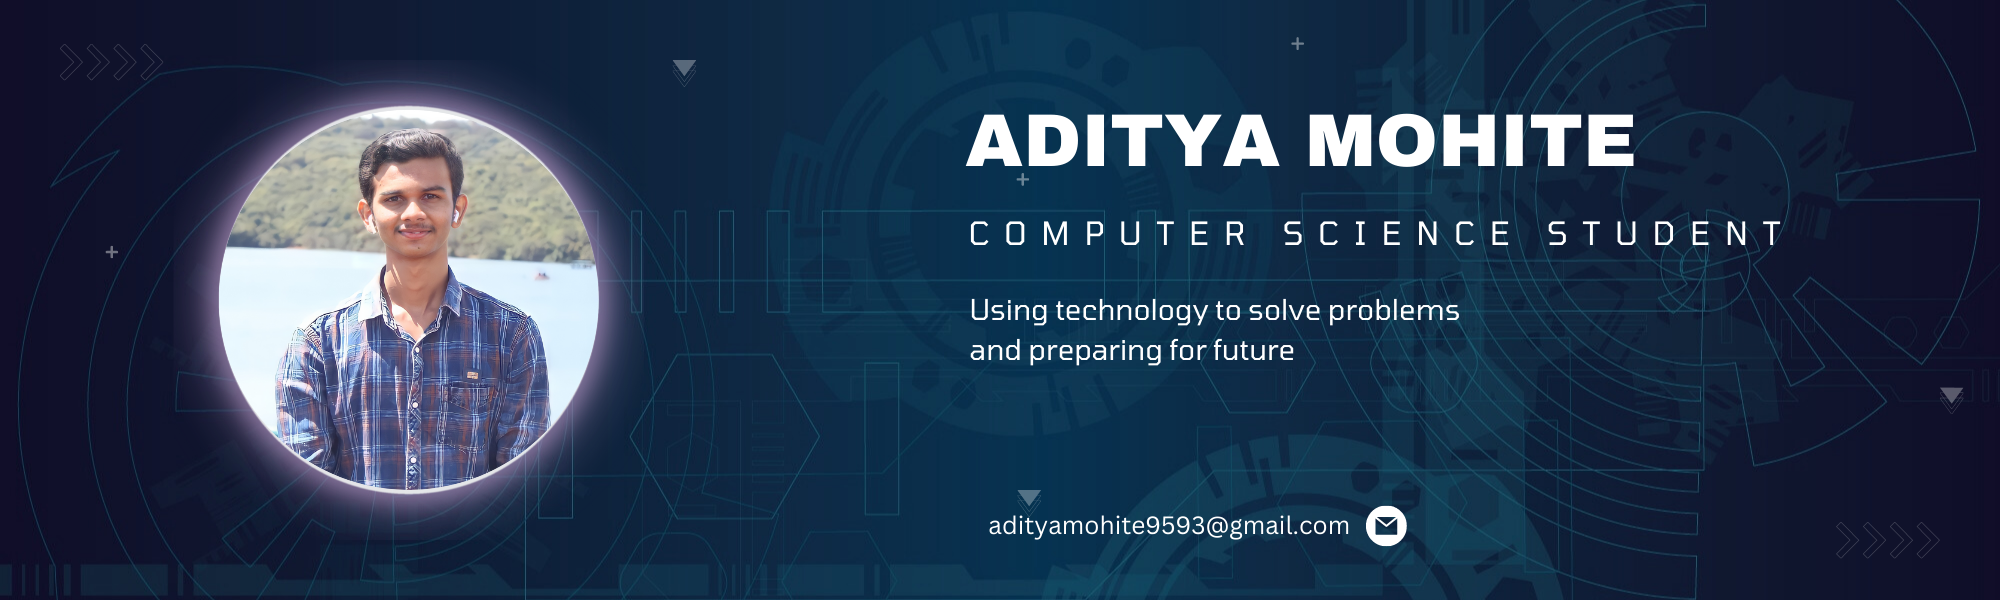 ADITYA MOHITE
COMPUTER SCIENCE STUDENT
Using technology to solve problems
and preparing for future
adityamohite9593@gmail.com